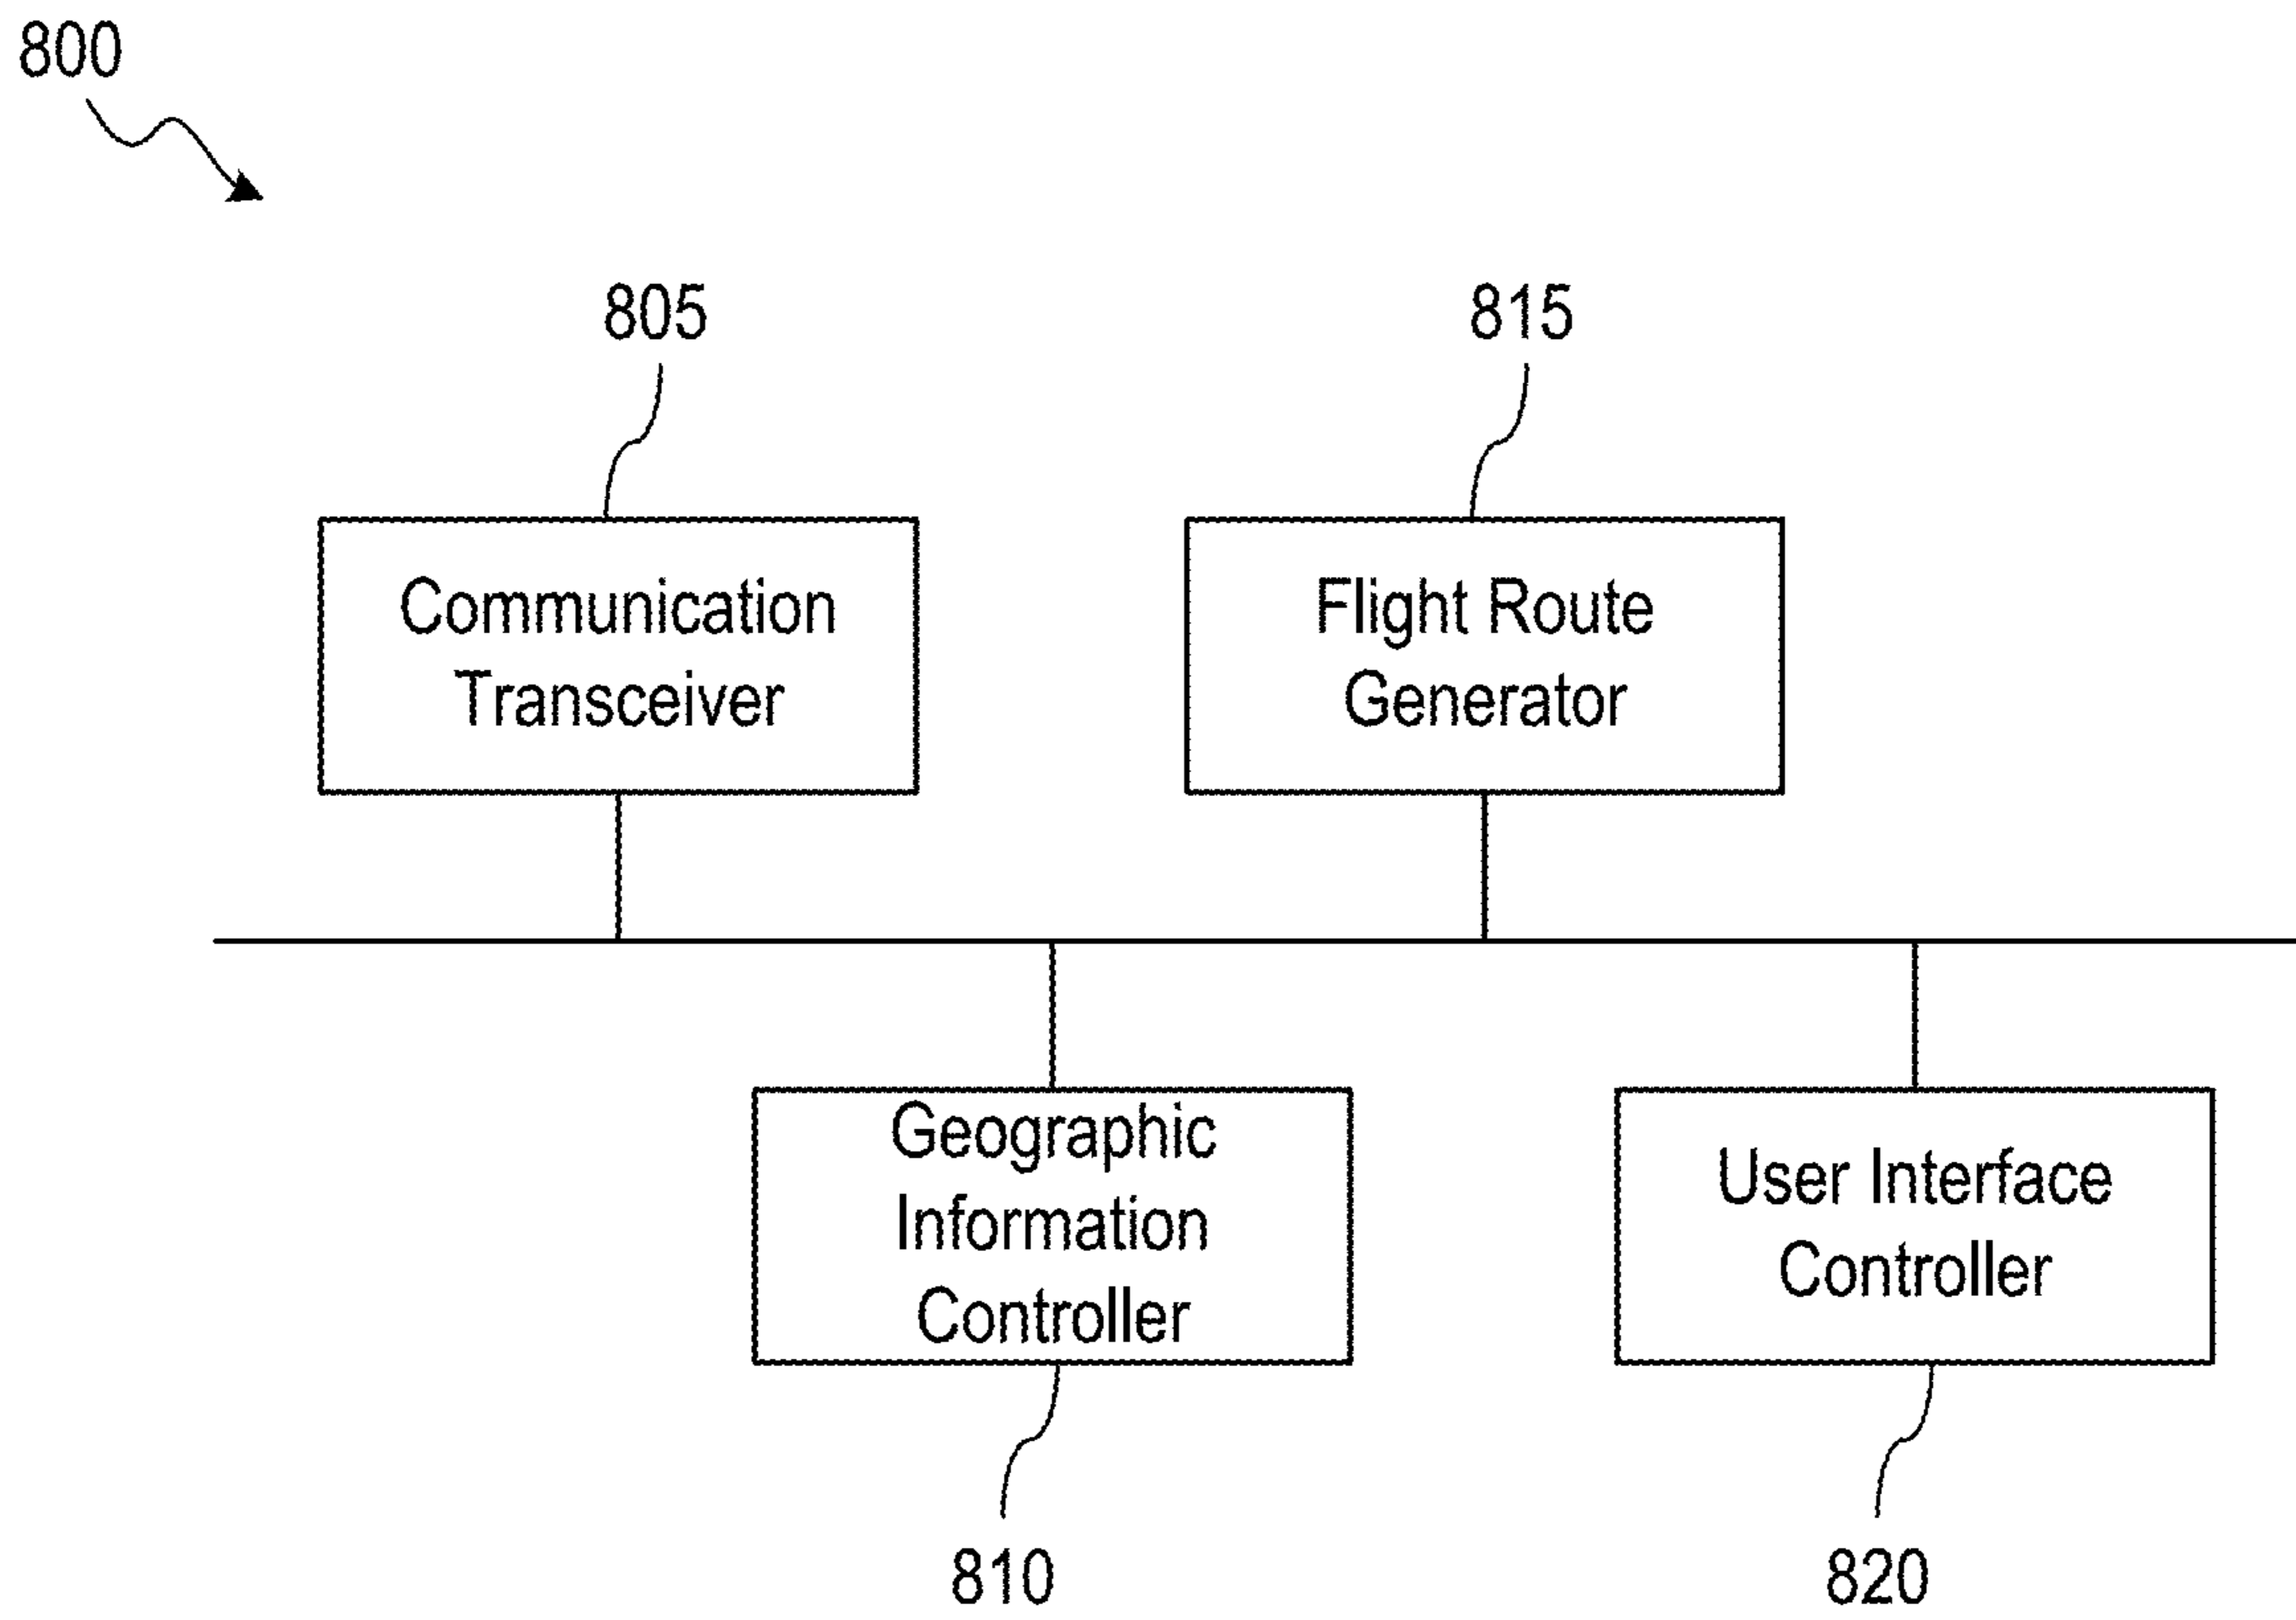 800
805
815
Communication
Transceiver
Flight Route
Generator
Geographic
Information
Controller
User Interface
Controller
810
820